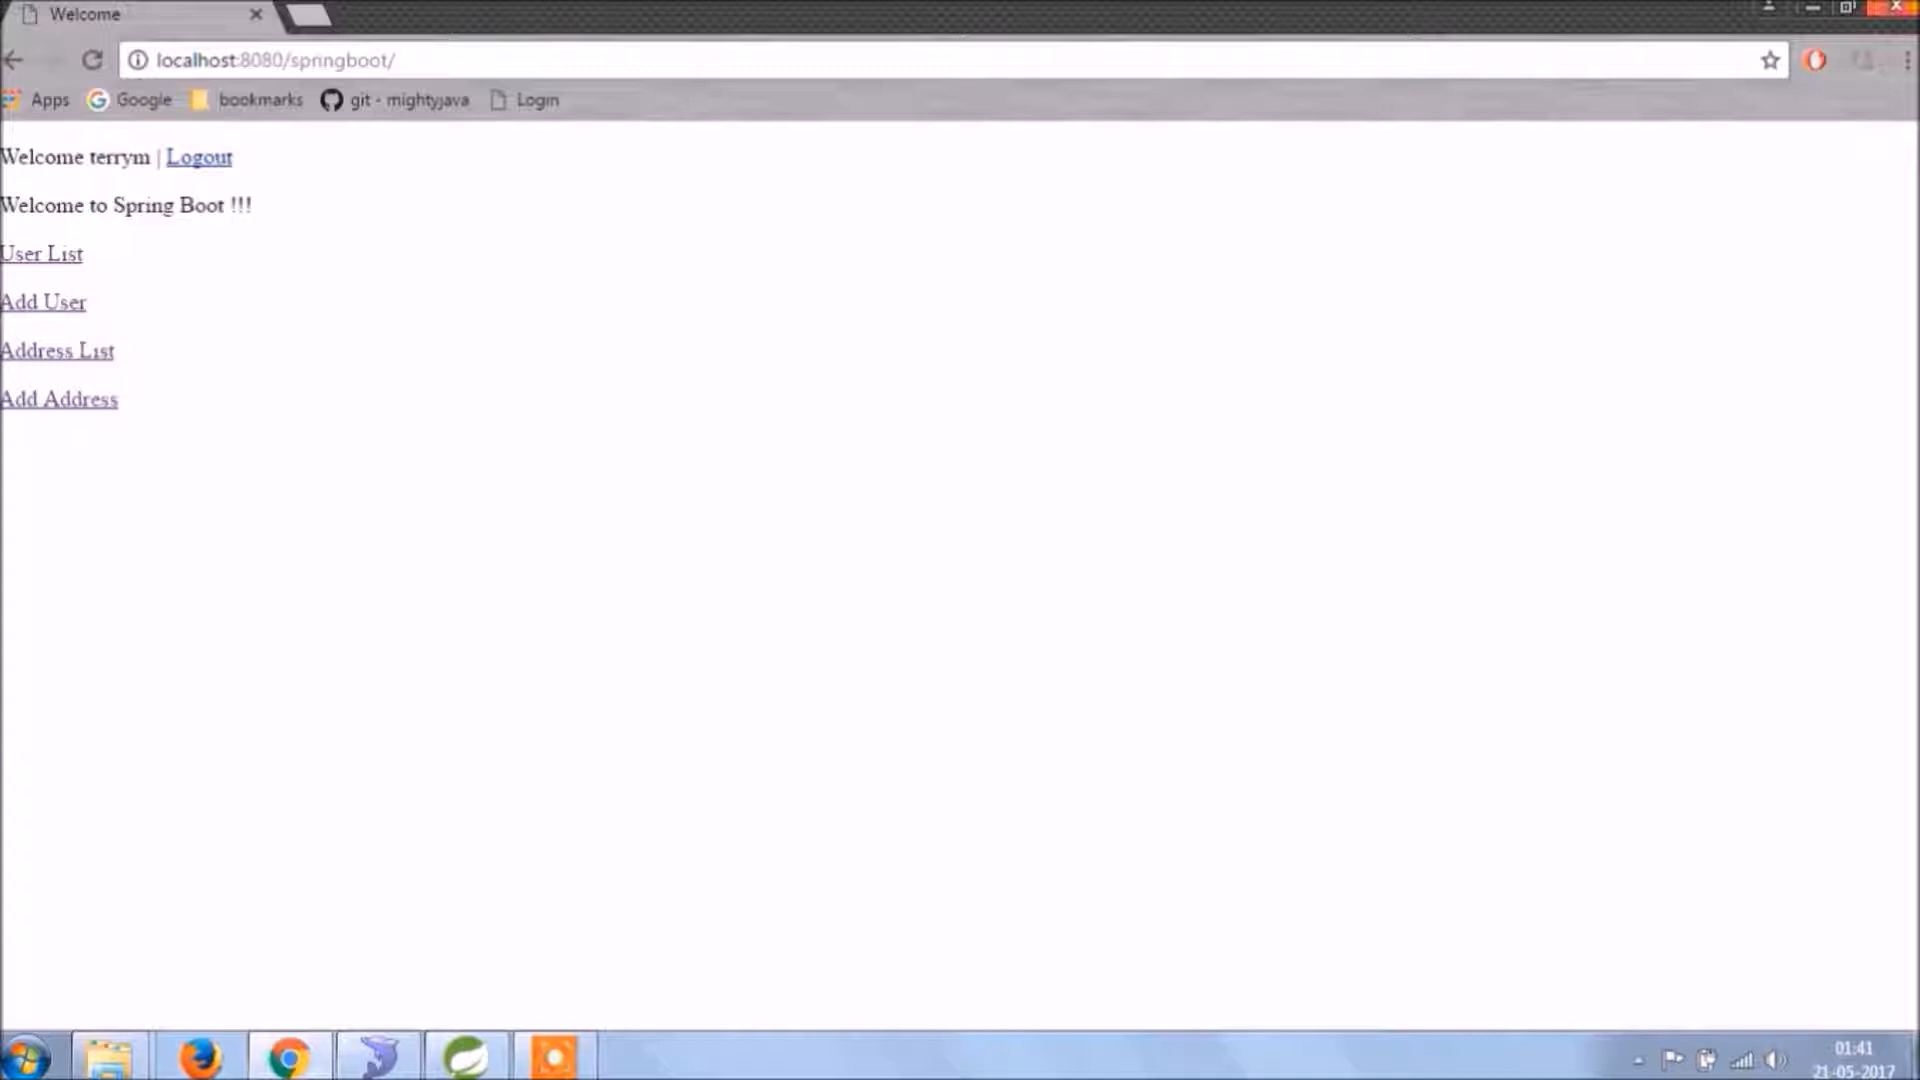 Welcome
localhost:8080/springboot/
Apps Google bookmarks git - mightyjava Login
Welcome terrym | Logout
Welcome to Spring Boot !!!
User List
Add User
Address List
Add Address
01:41
21-05-2017